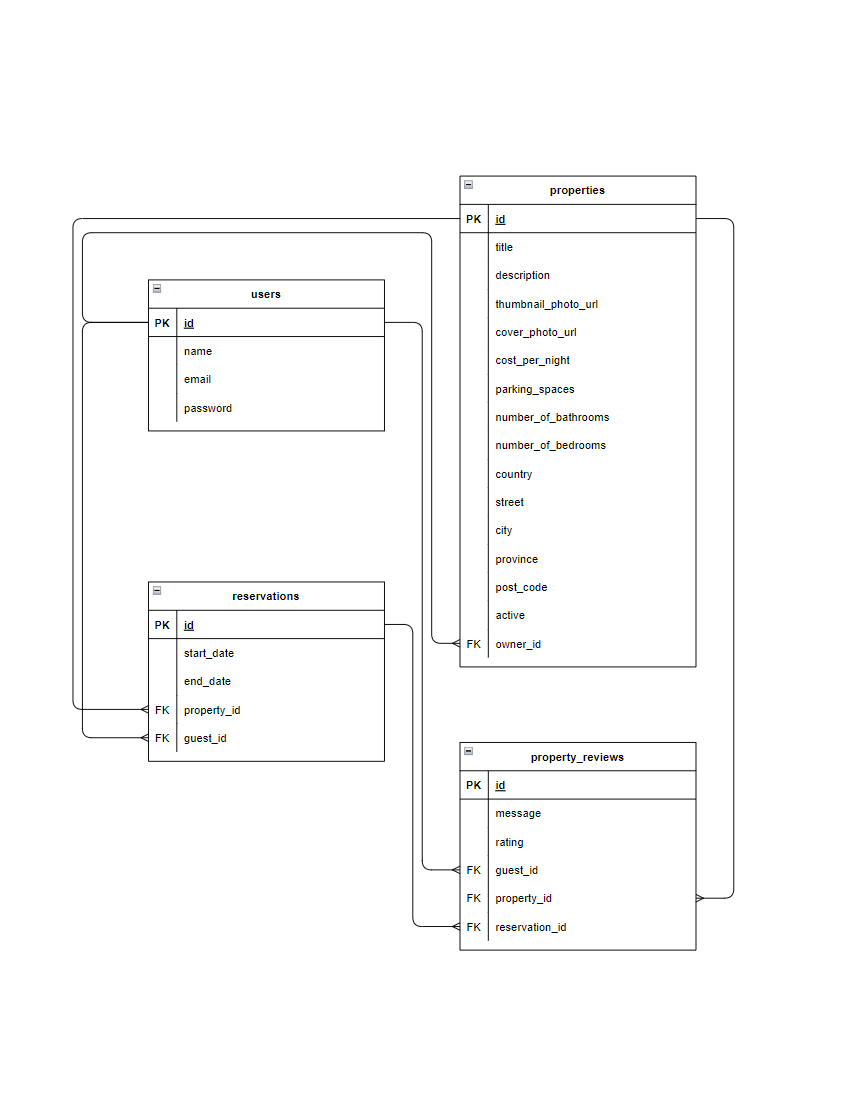 properties
PK id
title
description
thumbnail_photo_url
cover_photo_url
cost_per_night
parking_spaces
number_of_bathrooms
number_of_bedrooms
country
street
city
province
post_code
active
FK owner_id
users
PK id
name
email
password
reservations
PK id
start_date
end_date
FK property_id
FK guest_id
property_reviews
PK id
message
rating
FK guest_id
FK property_id
FK reservation_id